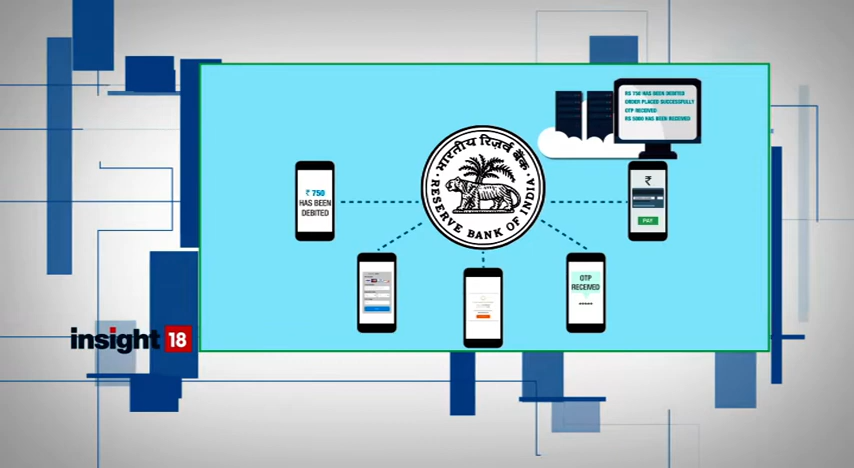 RS 750 HAS BEEN DEBITED
ORDER PLACED SUCCESSFULLY
OTP RECEIVED
RS 5000 HAS BEEN RECEIVED
भारतीय रिज़र्व बैंक
RESERVE BANK OF INDIA
₹ 750
HAS BEEN
DEBITED
₹
PAY
OTP
RECEIVED
*****
insight 18